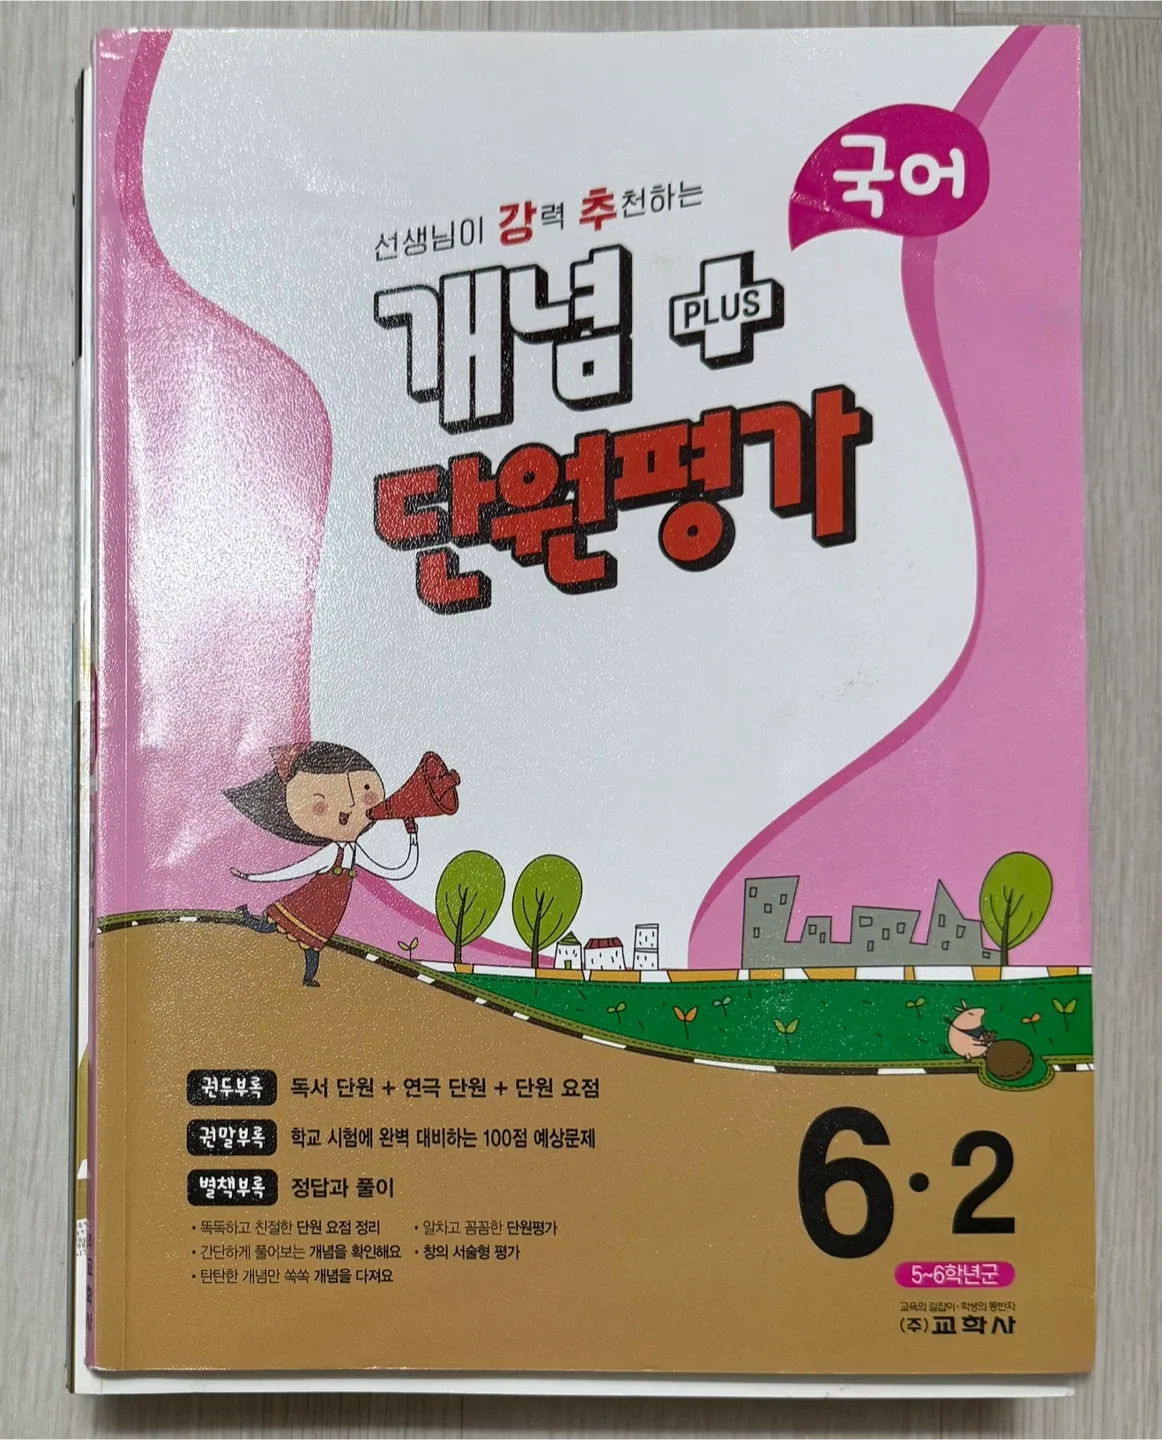 국어
선생님이 강력 추천하는
개념 PLUS
단원평가
권두부록 독서 단원 + 연극 단원 + 단원 요점
권말부록 학교 시험에 완벽 대비하는 100점 예상문제
별책부록 정답과 풀이
• 똑똑하고 친절한 단원 요점 정리 • 알차고 꼼꼼한 단원평가
• 간단하게 풀어보는 개념을 확인해요 • 창의 서술형 평가
• 탄탄한 개념만 쏙쏙 개념을 다져요
6·2
5~6학년군
교육의 길잡이·학생의 동반자
(주)교학사